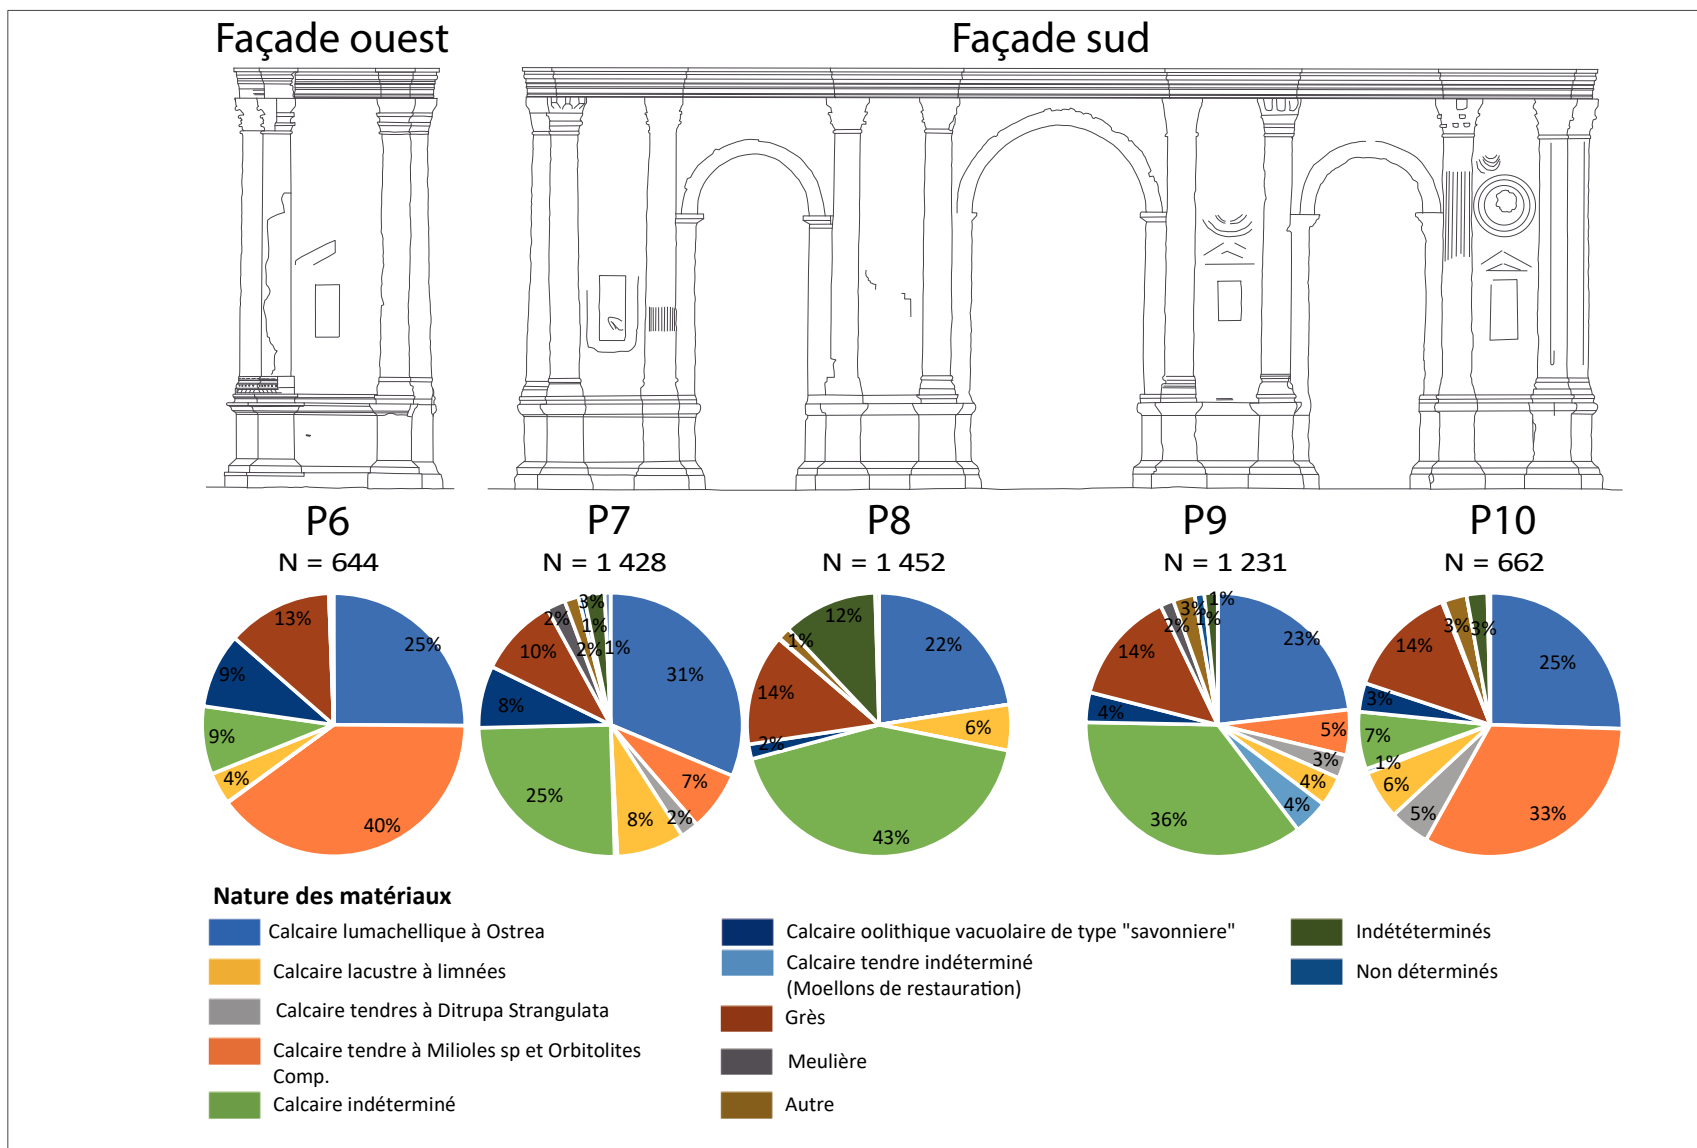 Façade ouest
Façade sud
P6
P7
P8
P9
P10
N = 644
N = 1 428
N = 1 452
N = 1 231
N = 662
25%
40%
4%
9%
9%
13%
31%
7%
2%
8%
25%
8%
10%
2%
2%
1%
3%
1%
22%
6%
43%
2%
14%
1%
12%
23%
5%
3%
4%
4%
36%
4%
14%
2%
3%
1%
1%
25%
33%
5%
6%
1%
7%
3%
14%
3%
3%
Nature des matériaux
Calcaire lumachellique à Ostrea
Calcaire lacustre à limnées
Calcaire tendres à Ditrupa Strangulata
Calcaire tendre à Milioles sp et Orbitolites
Comp.
Calcaire indéterminé
Calcaire oolithique vacuolaire de type "savonniere"
Calcaire tendre indéterminé
(Moellons de restauration)
Grès
Meulière
Autre
Indététerminés
Non déterminés